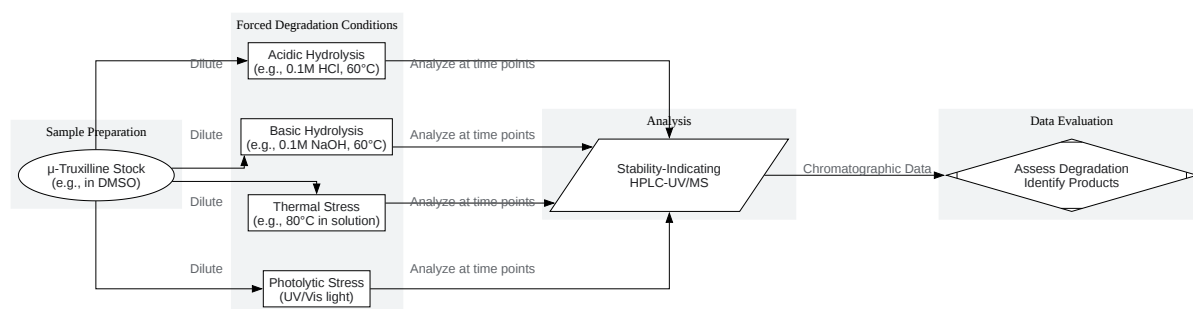 Forced Degradation Conditions
Sample Preparation
μ-Truxilline Stock
(e.g., in DMSO)
Dilute
Acidic Hydrolysis
(e.g., 0.1M HCl, 60°C)
Analyze at time points
Dilute
Basic Hydrolysis
(e.g., 0.1M NaOH, 60°C)
Analyze at time points
Dilute
Thermal Stress
(e.g., 80°C in solution)
Analyze at time points
Dilute
Photolytic Stress
(UV/Vis light)
Analyze at time points
Analysis
Stability-Indicating
HPLC-UV/MS
Chromatographic Data
Data Evaluation
Assess Degradation
Identify Products